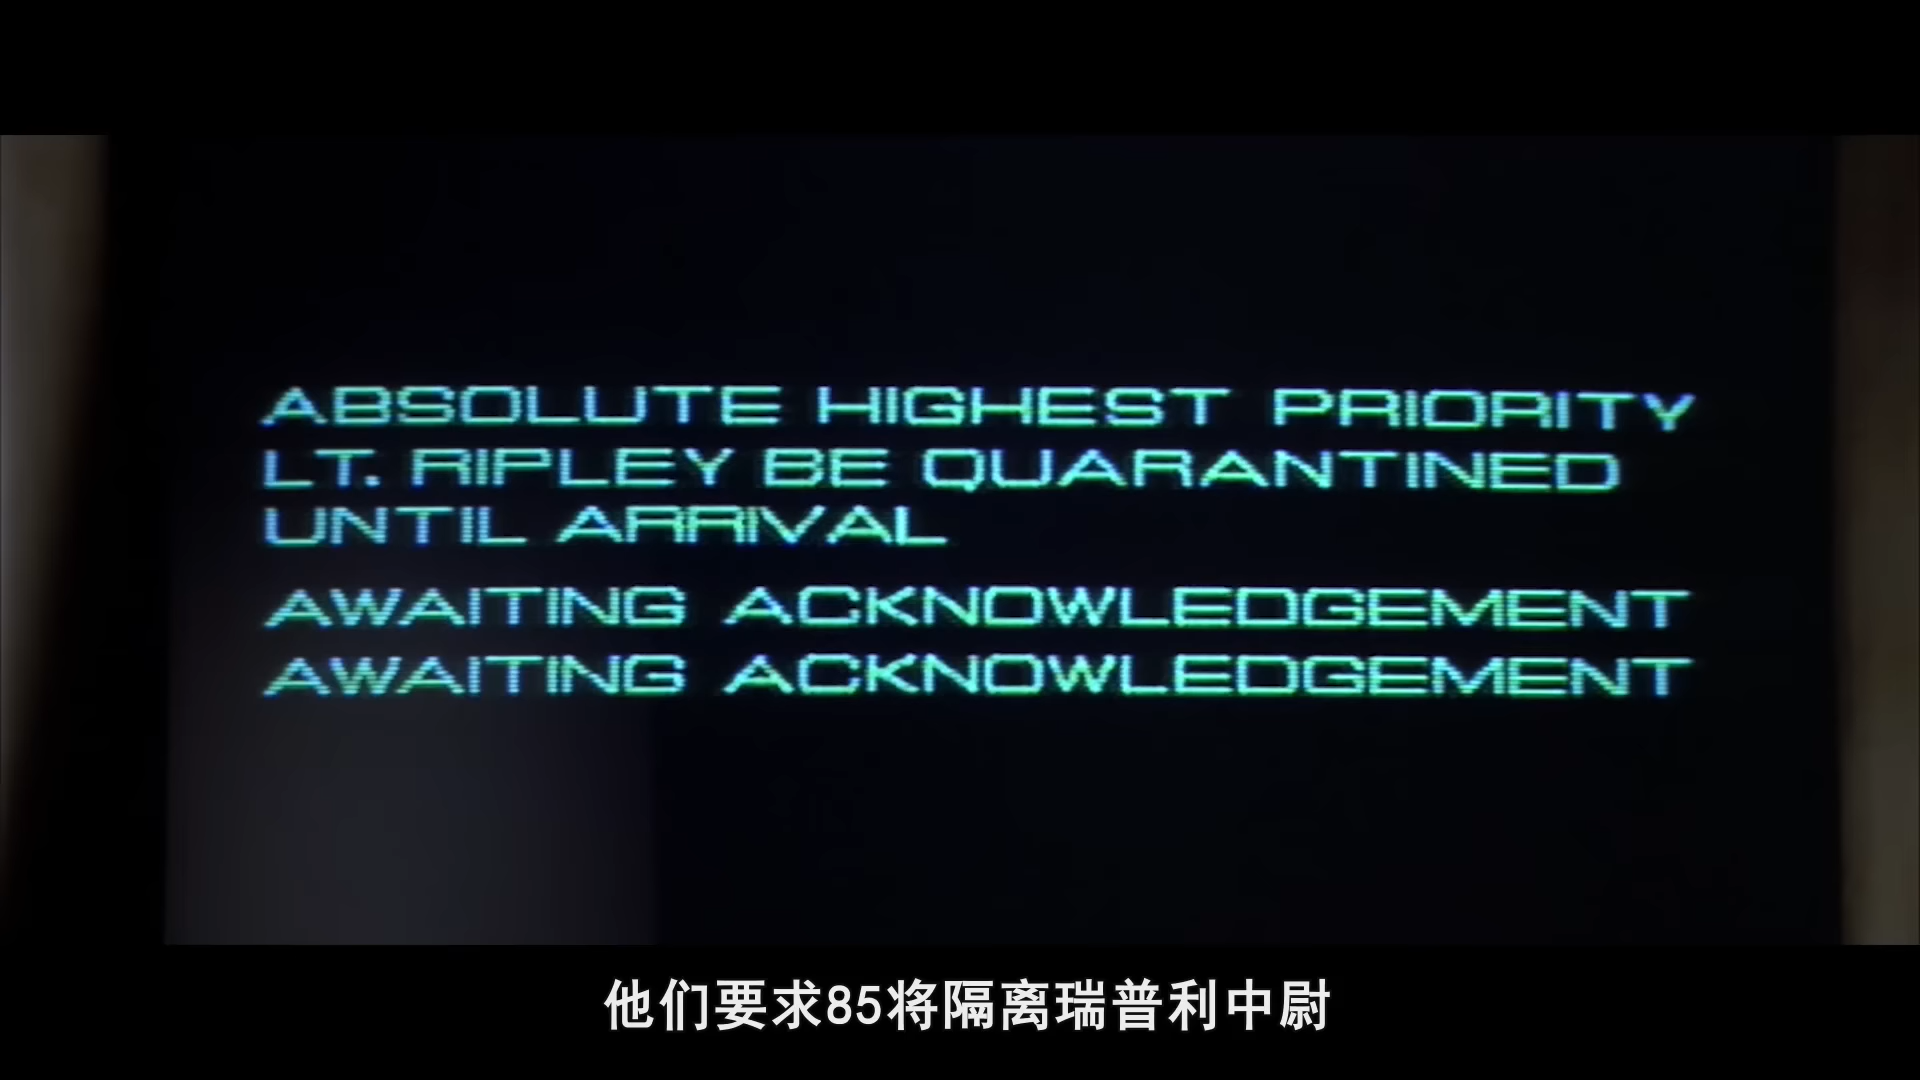 ABSOLUTE HIGHEST PRIORITY
LT. RIPLEY BE QUARANTINED
UNTIL ARRIVAL
AWAITING ACKNOWLEDGEMENT
AWAITING ACKNOWLEDGEMENT
他们要求85将隔离瑞普利中尉